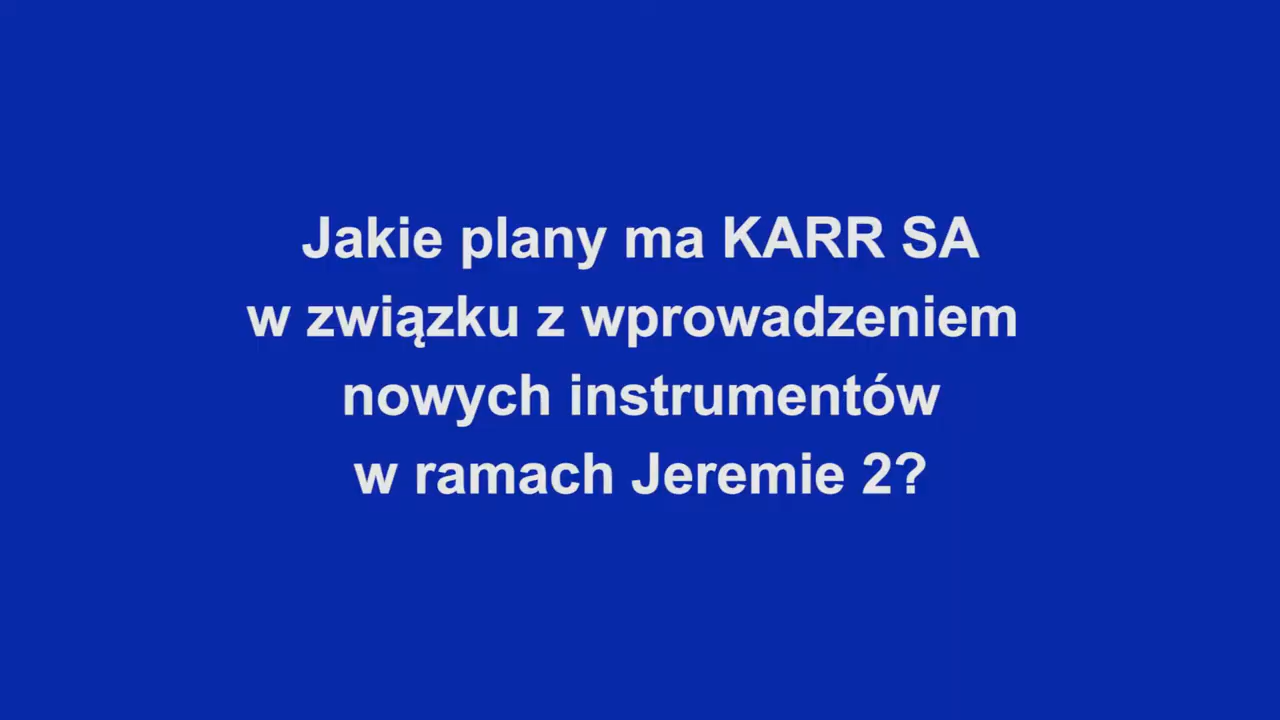 Jakie plany ma KARR SA
w związku z wprowadzeniem
nowych instrumentów
w ramach Jeremie 2?